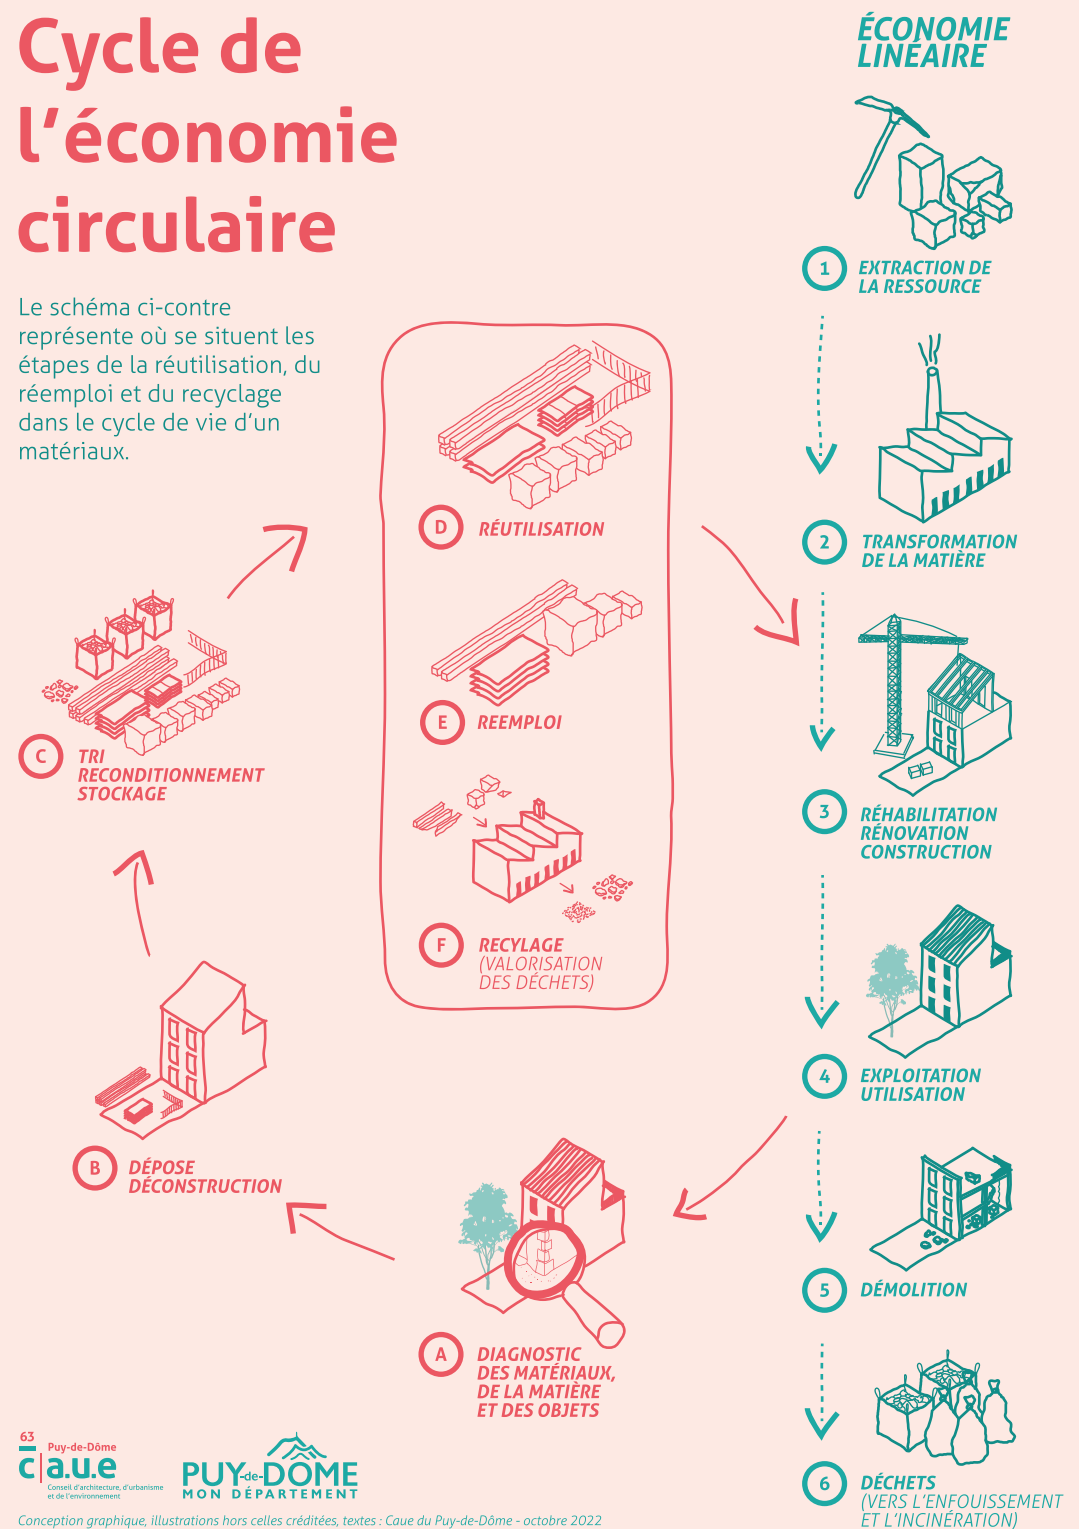 Cycle de
l'économie
circulaire
Le schéma ci-contre
représente où se situent les
étapes de la réutilisation, du
réemploi et du recyclage
dans le cycle de vie d'un
matériaux.
ÉCONOMIE
LINÉAIRE
1 EXTRACTION DE
LA RESSOURCE
2 TRANSFORMATION
DE LA MATIÈRE
3 RÉHABILITATION
RÉNOVATION
CONSTRUCTION
4 EXPLOITATION
UTILISATION
5 DÉMOLITION
6 DÉCHETS
(VERS L'ENFOUISSEMENT
ET L'INCINÉRATION)
A DIAGNOSTIC
DES MATÉRIAUX,
DE LA MATIÈRE
ET DES OBJETS
B DÉPOSE
DÉCONSTRUCTION
C TRI
RECONDITIONNEMENT
STOCKAGE
D RÉUTILISATION
E REEMPLOI
F RECYLAGE
(VALORISATION
DES DÉCHETS)
63
Puy-de-Dôme
c|a.u.e
Conseil d'architecture, d'urbanisme
et de l'environnement
PUY-de-DÔME
MON DÉPARTEMENT
Conception graphique, illustrations hors celles créditées, textes : Caue du Puy-de-Dôme - octobre 2022